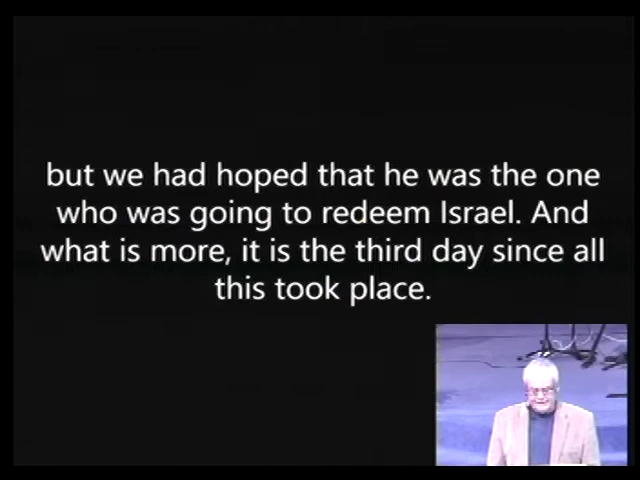 but we had hoped that he was the one
who was going to redeem Israel. And
what is more, it is the third day since all
this took place.